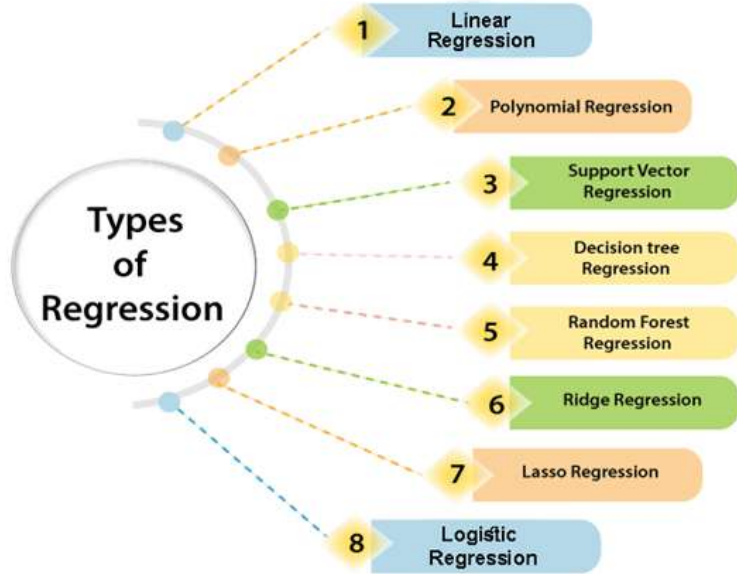 Types
of
Regression
1
Linear
Regression
2
Polynomial Regression
3
Support Vector
Regression
4
Decision tree
Regression
5
Random Forest
Regression
6
Ridge Regression
7
Lasso Regression
8
Logistic
Regression